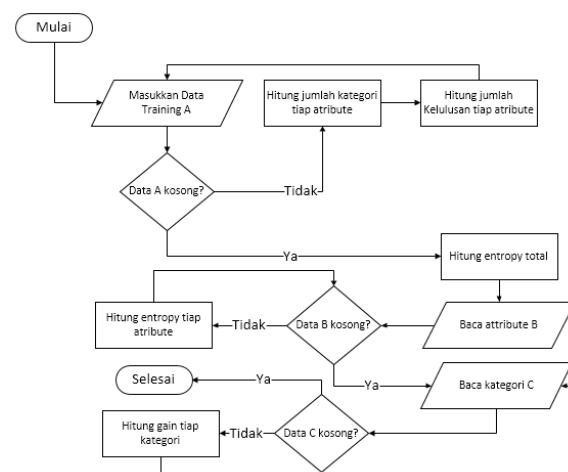 Mulai
Masukkan Data
Training A
Hitung jumlah kategori
tiap atribute
Hitung jumlah
Kelulusan tiap atribute
Data A kosong?
Tidak
Ya
Hitung entropy total
Hitung entropy tiap
atribute
Tidak
Data B kosong?
Baca attribute B
Selesai
Ya
Ya
Baca kategori C
Hitung gain tiap
kategori
Tidak
Data C kosong?